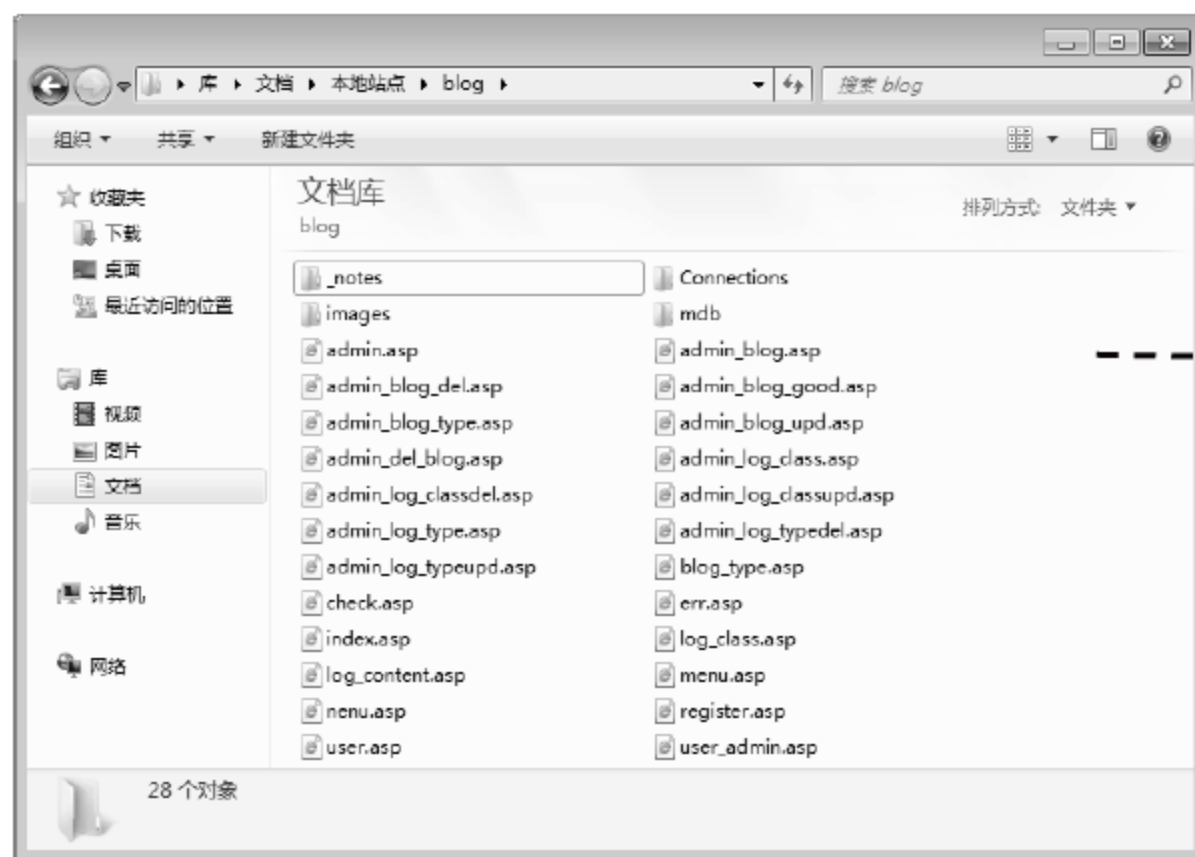 库 ▸ 文档 ▸ 本地站点 ▸ blog ▸
搜索 blog
组织 共享 新建文件夹
收藏夹
下载
桌面
最近访问的位置
库
视频
图片
文档
音乐
计算机
网络
文档库
blog
排列方式: 文件夹
_notes Connections
images mdb
admin.asp admin_blog.asp
admin_blog_del.asp admin_blog_good.asp
admin_blog_type.asp admin_blog_upd.asp
admin_del_blog.asp admin_log_class.asp
admin_log_classdel.asp admin_log_classupd.asp
admin_log_type.asp admin_log_typedel.asp
admin_log_typeupd.asp blog_type.asp
check.asp err.asp
index.asp log_class.asp
log_content.asp menu.asp
nenu.asp register.asp
user.asp user_admin.asp
28 个对象